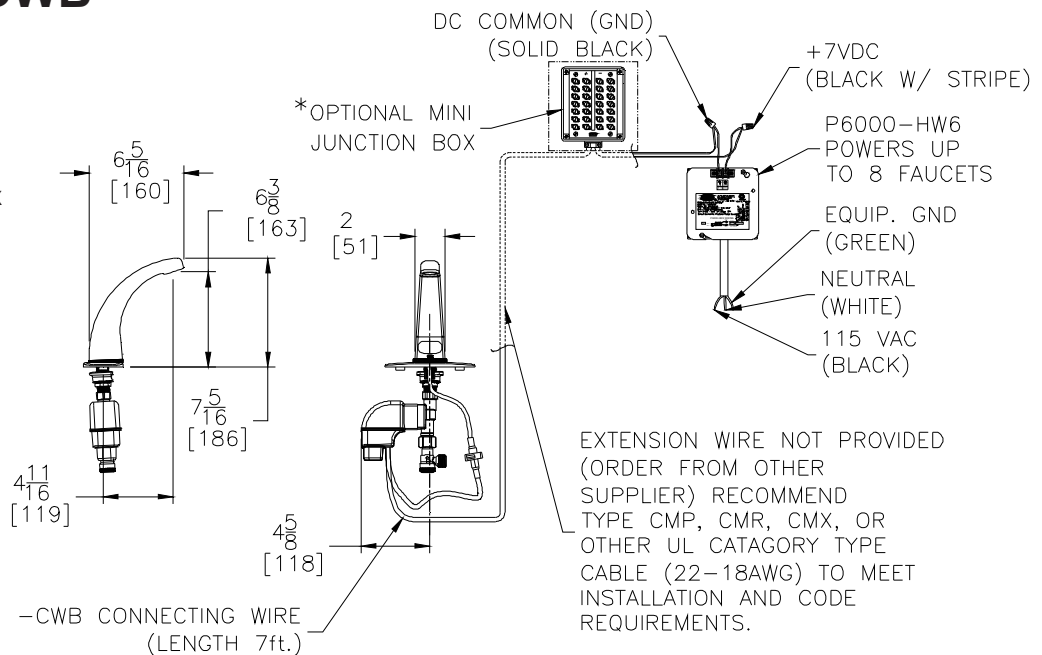 CWB
DC COMMON (GND)
(SOLID BLACK)
+7VDC
(BLACK W/ STRIPE)
*OPTIONAL MINI
JUNCTION BOX
P6000-HW6
POWERS UP
TO 8 FAUCETS
6 5/16
[160]
6 3/8
[163]
2
[51]
EQUIP. GND
(GREEN)
NEUTRAL
(WHITE)
115 VAC
(BLACK)
7 5/16
[186]
4 11/16
[119]
4 5/8
[118]
EXTENSION WIRE NOT PROVIDED
(ORDER FROM OTHER
SUPPLIER) RECOMMEND
TYPE CMP, CMR, CMX, OR
OTHER UL CATAGORY TYPE
CABLE (22-18AWG) TO MEET
INSTALLATION AND CODE
REQUIREMENTS.
-CWB CONNECTING WIRE
(LENGTH 7ft.)